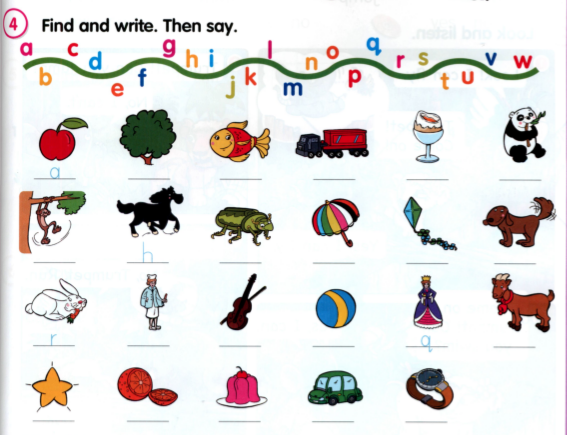 4 Find and write. Then say.
a b c d e f g h i j k l m n o p q r s t u v w
a
h
r q